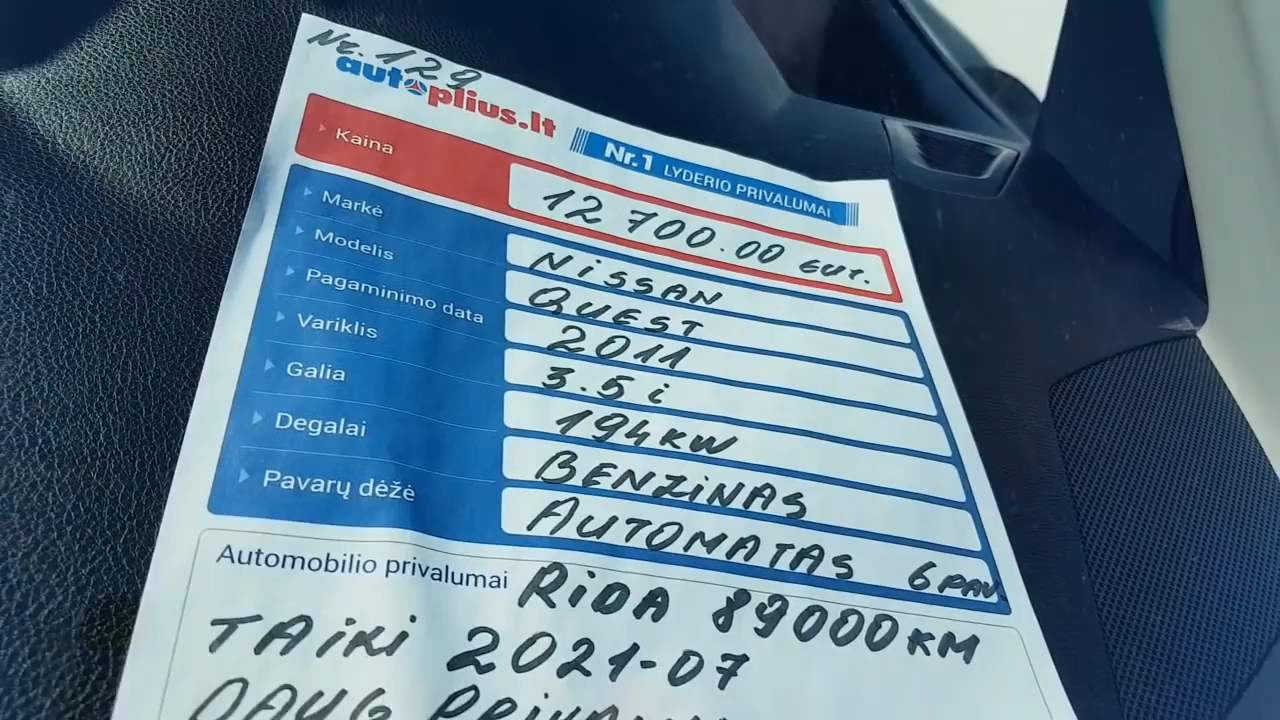 Nr. 129
autoplius.lt
Nr.1 LYDERIO PRIVALUMAI
Kaina 12 700.00 EUR.
Markė NiSSAN
Modelis QUEST
Pagaminimo data 2011
Variklis 3.5 i
Galia 194KW
Degalai BENZiNAS
Pavarų dėžė AUTOMATAS 6 PAV.
Automobilio privalumai RiDA 89000 KM
TAiKi 2021-07
DAUG